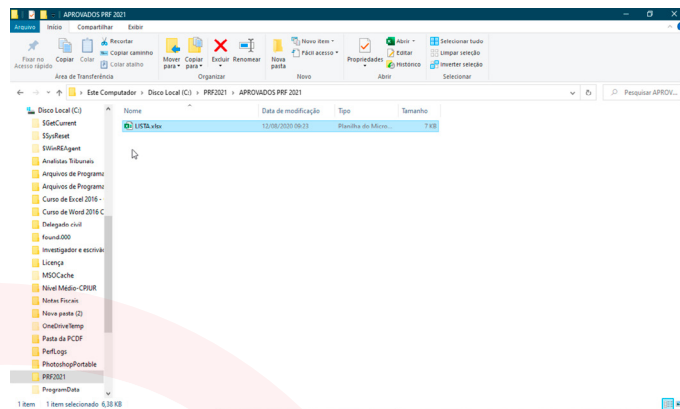 APROVADOS PRF 2021
Arquivo Início Compartilhar Exibir
Fixar no Acesso rápido
Copiar
Colar
Recortar
Copiar caminho
Colar atalho
Área de Transferência
Mover para
Copiar para
Excluir
Renomear
Organizar
Nova pasta
Novo item
Fácil acesso
Novo
Propriedades
Abrir
Editar
Histórico
Abrir
Selecionar tudo
Limpar seleção
Inverter seleção
Selecionar
Este Computador > Disco Local (C:) > PRF2021 > APROVADOS PRF 2021
Pesquisar APROV...
Nome Data de modificação Tipo Tamanho
LISTA.xlsx 12/08/2020 09:23 Planilha do Micro... 7 KB
Disco Local (C:)
$GetCurrent
$SysReset
$WinREAgent
Analistas Tribunais
Arquivos de Programa
Arquivos de Programa
Curso de Excel 2016 -
Curso de Word 2016 C
Delegado civil
found.000
Investigador e escrivão
Licença
MSOCache
Nível Médio-CPIUR
Notas Fiscais
Nova pasta (2)
OneDriveTemp
Pasta da PCDF
PerfLogs
PhotoshopPortable
PRF2021
ProgramData
1 item 1 item selecionado 6,38 KB